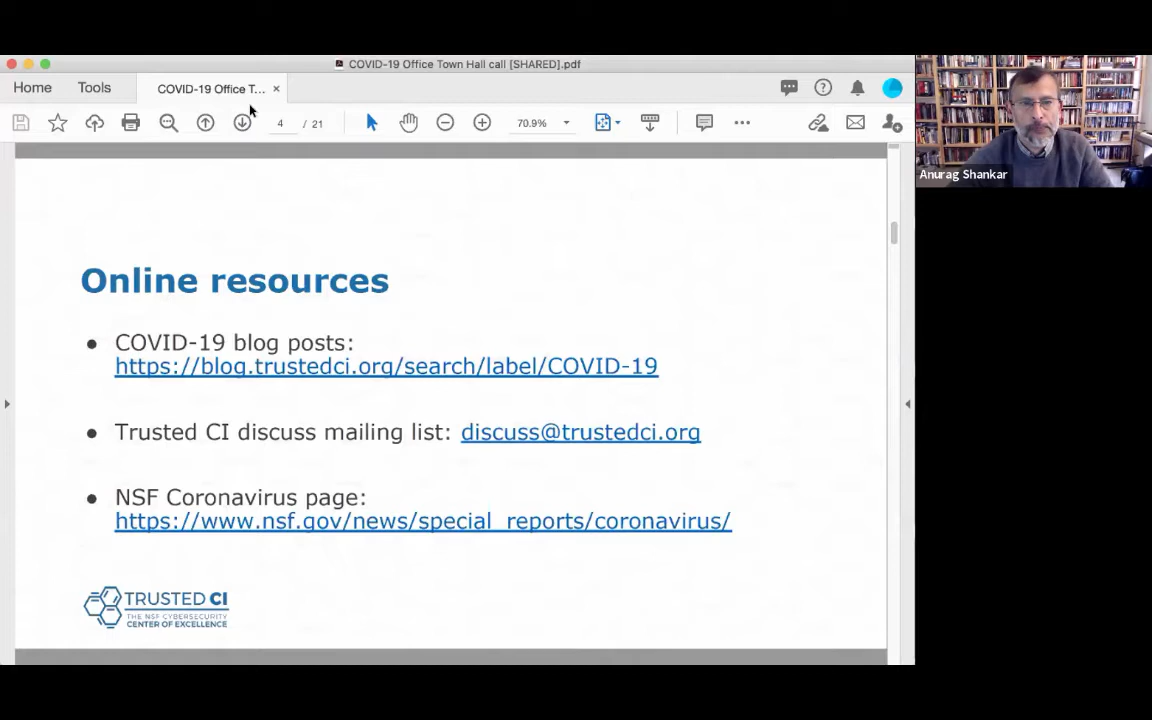 COVID-19 Office Town Hall call [SHARED].pdf
Home
Tools
COVID-19 Office T...
4 / 21
70.9%
Anurag Shankar
Online resources
COVID-19 blog posts:
https://blog.trustedci.org/search/label/COVID-19
Trusted CI discuss mailing list: discuss@trustedci.org
NSF Coronavirus page:
https://www.nsf.gov/news/special_reports/coronavirus/
TRUSTED CI
THE NSF CYBERSECURITY
CENTER OF EXCELLENCE